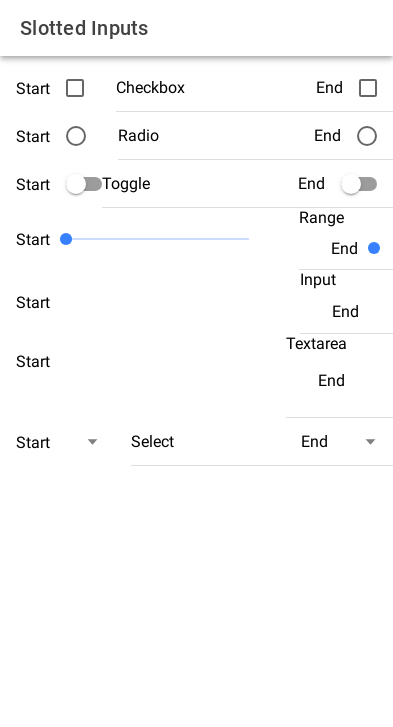 Slotted Inputs
Start Checkbox End
Start Radio End
Start Toggle End
Range
Start End
Input
Start End
Textarea
Start End
Start Select End